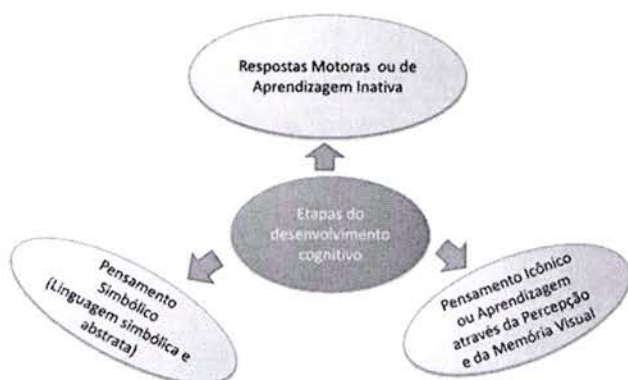 Respostas Motoras ou de
Aprendizagem Inativa
Etapas do
desenvolvimento
cognitivo
Pensamento
Simbólico
(Linguagem simbólica e
abstrata)
Pensamento Icônico
ou Aprendizagem
através da Percepção
e da Memória Visual